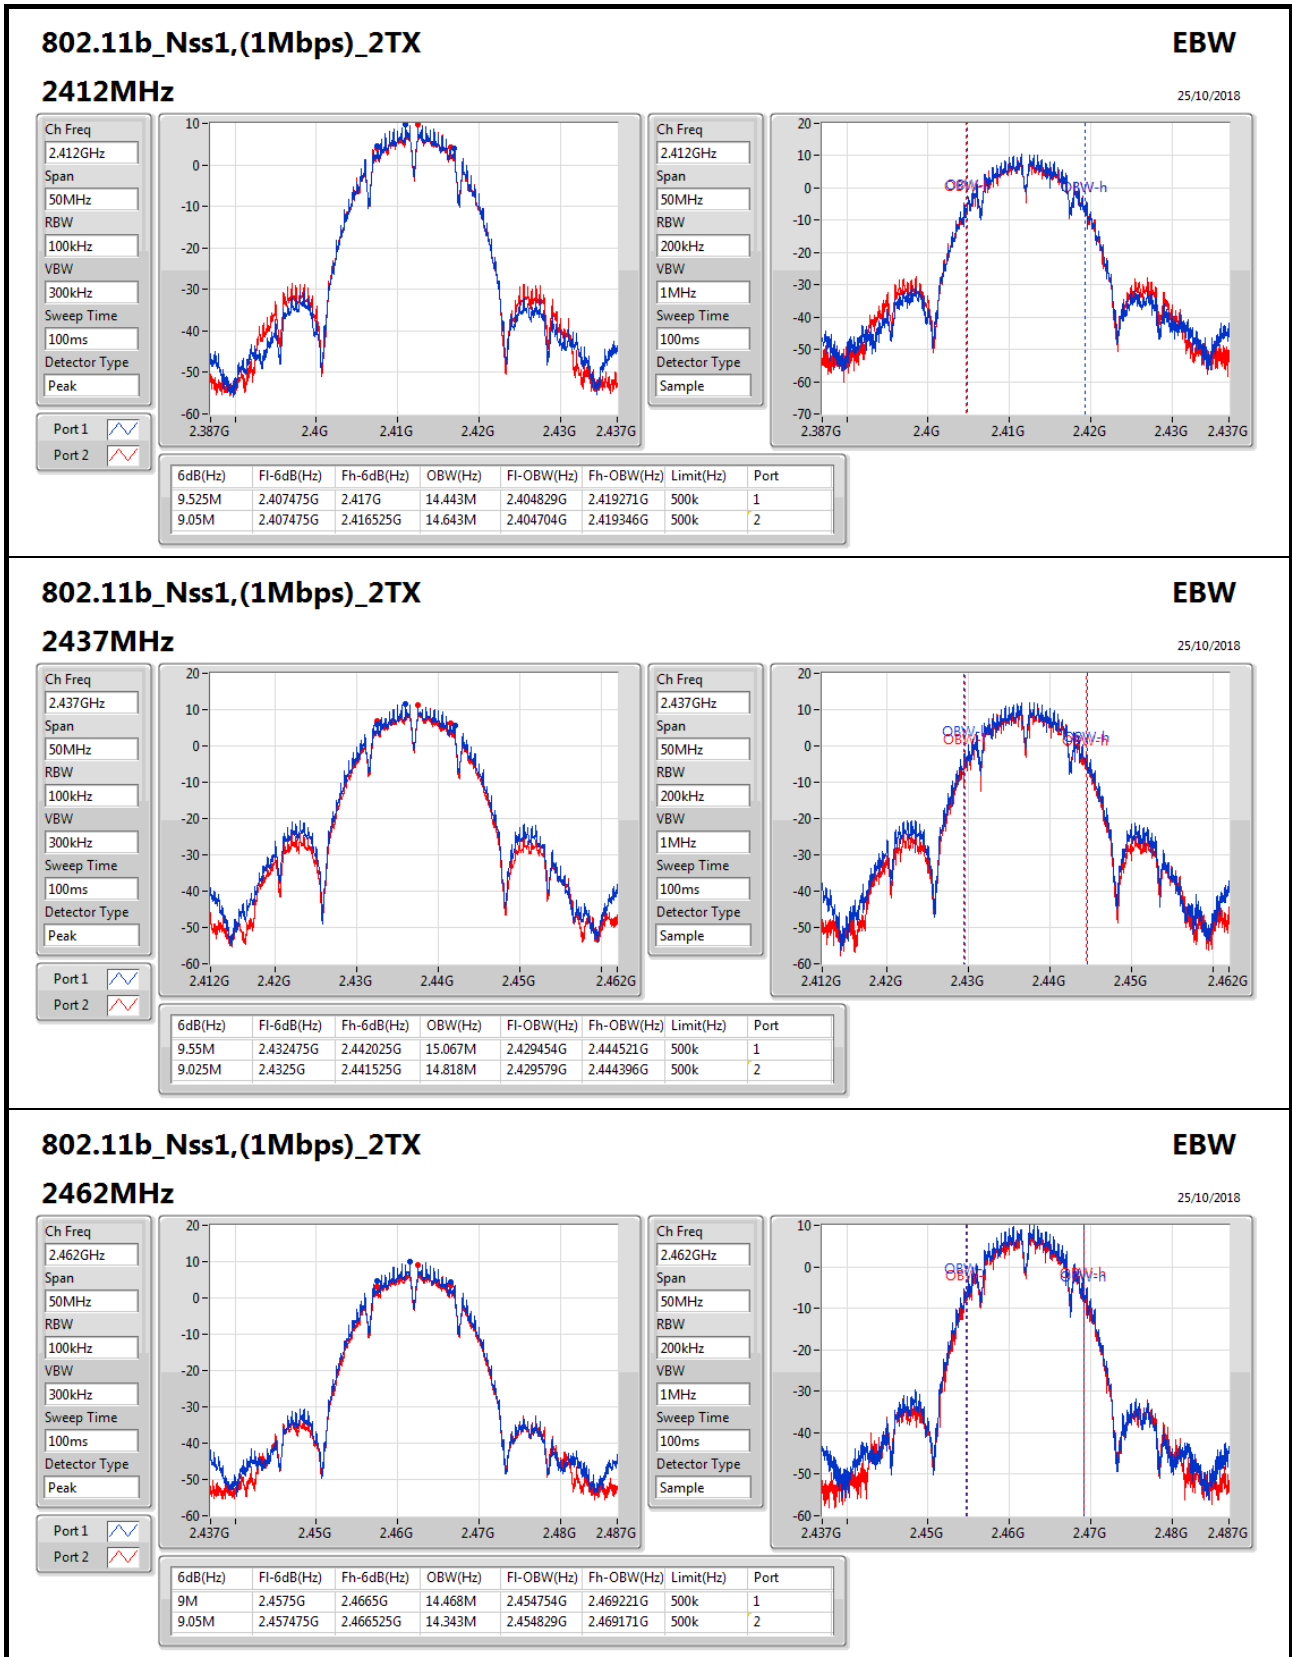 802.11b_Nss1,(1Mbps)_2TX EBW
2412MHz 25/10/2018
Ch Freq
2.412GHz
Span
50MHz
RBW
100kHz
VBW
300kHz
Sweep Time
100ms
Detector Type
Peak
Port 1
Port 2
10
0
-10
-20
-30
-40
-50
-60
2.387G 2.4G 2.41G 2.42G 2.43G 2.437G
Ch Freq
2.412GHz
Span
50MHz
RBW
200kHz
VBW
1MHz
Sweep Time
100ms
Detector Type
Sample
20
10
0
-10
-20
-30
-40
-50
-60
-70
OBW-h
2.387G 2.4G 2.41G 2.42G 2.43G 2.437G
6dB(Hz) Fl-6dB(Hz) Fh-6dB(Hz) OBW(Hz) Fl-OBW(Hz) Fh-OBW(Hz) Limit(Hz) Port
9.525M 2.407475G 2.417G 14.443M 2.404829G 2.419271G 500k 1
9.05M 2.407475G 2.416525G 14.643M 2.404704G 2.419346G 500k 2
802.11b_Nss1,(1Mbps)_2TX EBW
2437MHz 25/10/2018
Ch Freq
2.437GHz
Span
50MHz
RBW
100kHz
VBW
300kHz
Sweep Time
100ms
Detector Type
Peak
Port 1
Port 2
20
10
0
-10
-20
-30
-40
-50
-60
2.412G 2.42G 2.43G 2.44G 2.45G 2.462G
Ch Freq
2.437GHz
Span
50MHz
RBW
200kHz
VBW
1MHz
Sweep Time
100ms
Detector Type
Sample
20
10
0
-10
-20
-30
-40
-50
-60
OBW-h
OBW-h
2.412G 2.42G 2.43G 2.44G 2.45G 2.462G
6dB(Hz) Fl-6dB(Hz) Fh-6dB(Hz) OBW(Hz) Fl-OBW(Hz) Fh-OBW(Hz) Limit(Hz) Port
9.55M 2.432475G 2.442025G 15.067M 2.429454G 2.444521G 500k 1
9.025M 2.4325G 2.441525G 14.818M 2.429579G 2.444396G 500k 2
802.11b_Nss1,(1Mbps)_2TX EBW
2462MHz 25/10/2018
Ch Freq
2.462GHz
Span
50MHz
RBW
100kHz
VBW
300kHz
Sweep Time
100ms
Detector Type
Peak
Port 1
Port 2
20
10
0
-10
-20
-30
-40
-50
-60
2.437G 2.45G 2.46G 2.47G 2.48G 2.487G
Ch Freq
2.462GHz
Span
50MHz
RBW
200kHz
VBW
1MHz
Sweep Time
100ms
Detector Type
Sample
10
0
-10
-20
-30
-40
-50
-60
OBW-h
OBW-h
2.437G 2.45G 2.46G 2.47G 2.48G 2.487G
6dB(Hz) Fl-6dB(Hz) Fh-6dB(Hz) OBW(Hz) Fl-OBW(Hz) Fh-OBW(Hz) Limit(Hz) Port
9M 2.4575G 2.4665G 14.468M 2.454754G 2.469221G 500k 1
9.05M 2.457475G 2.466525G 14.343M 2.454829G 2.469171G 500k 2